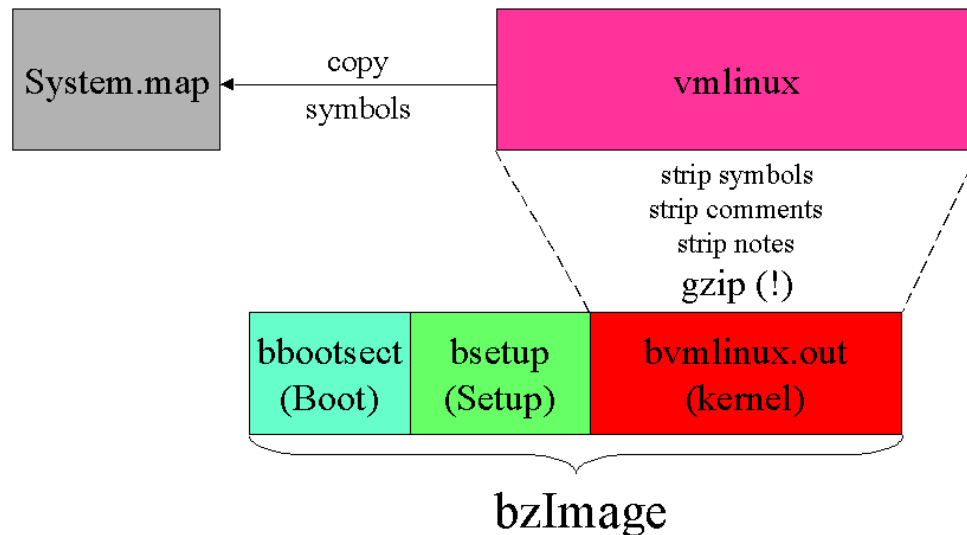 System.map
copy
symbols
vmlinux
strip symbols
strip comments
strip notes
gzip (!)
bbootsect
(Boot)
bsetup
(Setup)
bvmlinux.out
(kernel)
bzImage